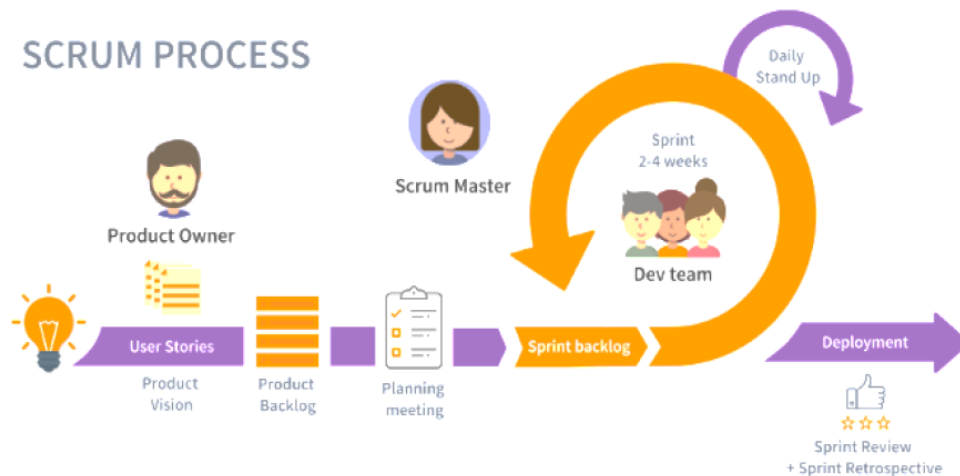 SCRUM PROCESS
Daily
Stand Up
Sprint
2-4 weeks
Scrum Master
Product Owner
Dev team
User Stories
Sprint backlog
Deployment
Product
Vision
Product
Backlog
Planning
meeting
Sprint Review
+ Sprint Retrospective